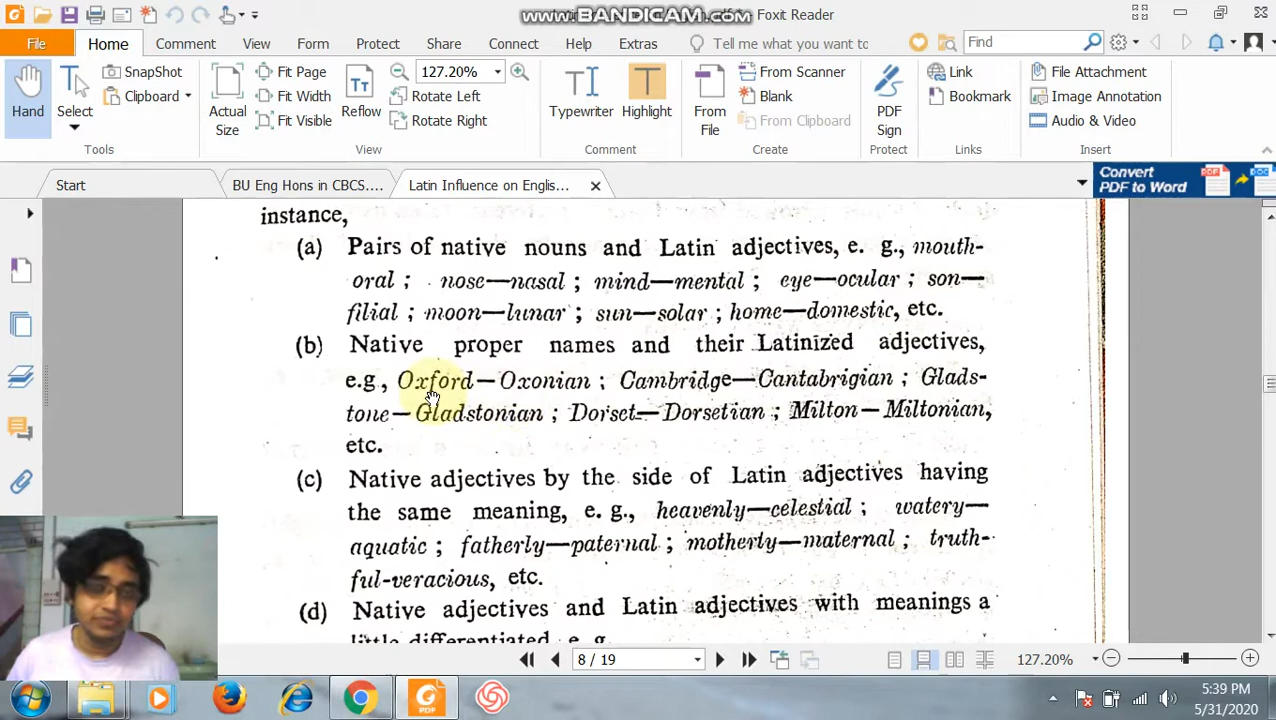 www.BANDICAM.com
Foxit Reader
File
Home
Comment
View
Form
Protect
Share
Connect
Help
Extras
Tell me what you want to
Find
Hand
Select
SnapShot
Clipboard
Actual
Size
Fit Page
Fit Width
Fit Visible
Reflow
127.20%
Rotate Left
Rotate Right
Typewriter
Highlight
From
File
From Scanner
Blank
From Clipboard
PDF
Sign
Link
Bookmark
File Attachment
Image Annotation
Audio & Video
Tools
View
Comment
Create
Protect
Links
Insert
Start
BU Eng Hons in CBCS....
Latin Influence on Englis...
Convert
PDF to Word
instance,
(a) Pairs of native nouns and Latin adjectives, e. g., mouth-
oral ; nose—nasal ; mind—mental ; eye—ocular ; son—
filial ; moon—lunar ; sun—solar ; home—domestic, etc.
(b) Native proper names and their Latinized adjectives,
e.g., Oxford—Oxonian ; Cambridge—Cantabrigian ; Glads-
tone—Gladstonian ; Dorset—Dorsetian ; Milton—Miltonian,
etc.
(c) Native adjectives by the side of Latin adjectives having
the same meaning, e. g., heavenly—celestial ; watery—
aquatic ; fatherly—paternal ; motherly—maternal ; truth-
ful-veracious, etc.
(d) Native adjectives and Latin adjectives with meanings a
little differentiated, e. g.
8 / 19
127.20%
5:39 PM
5/31/2020